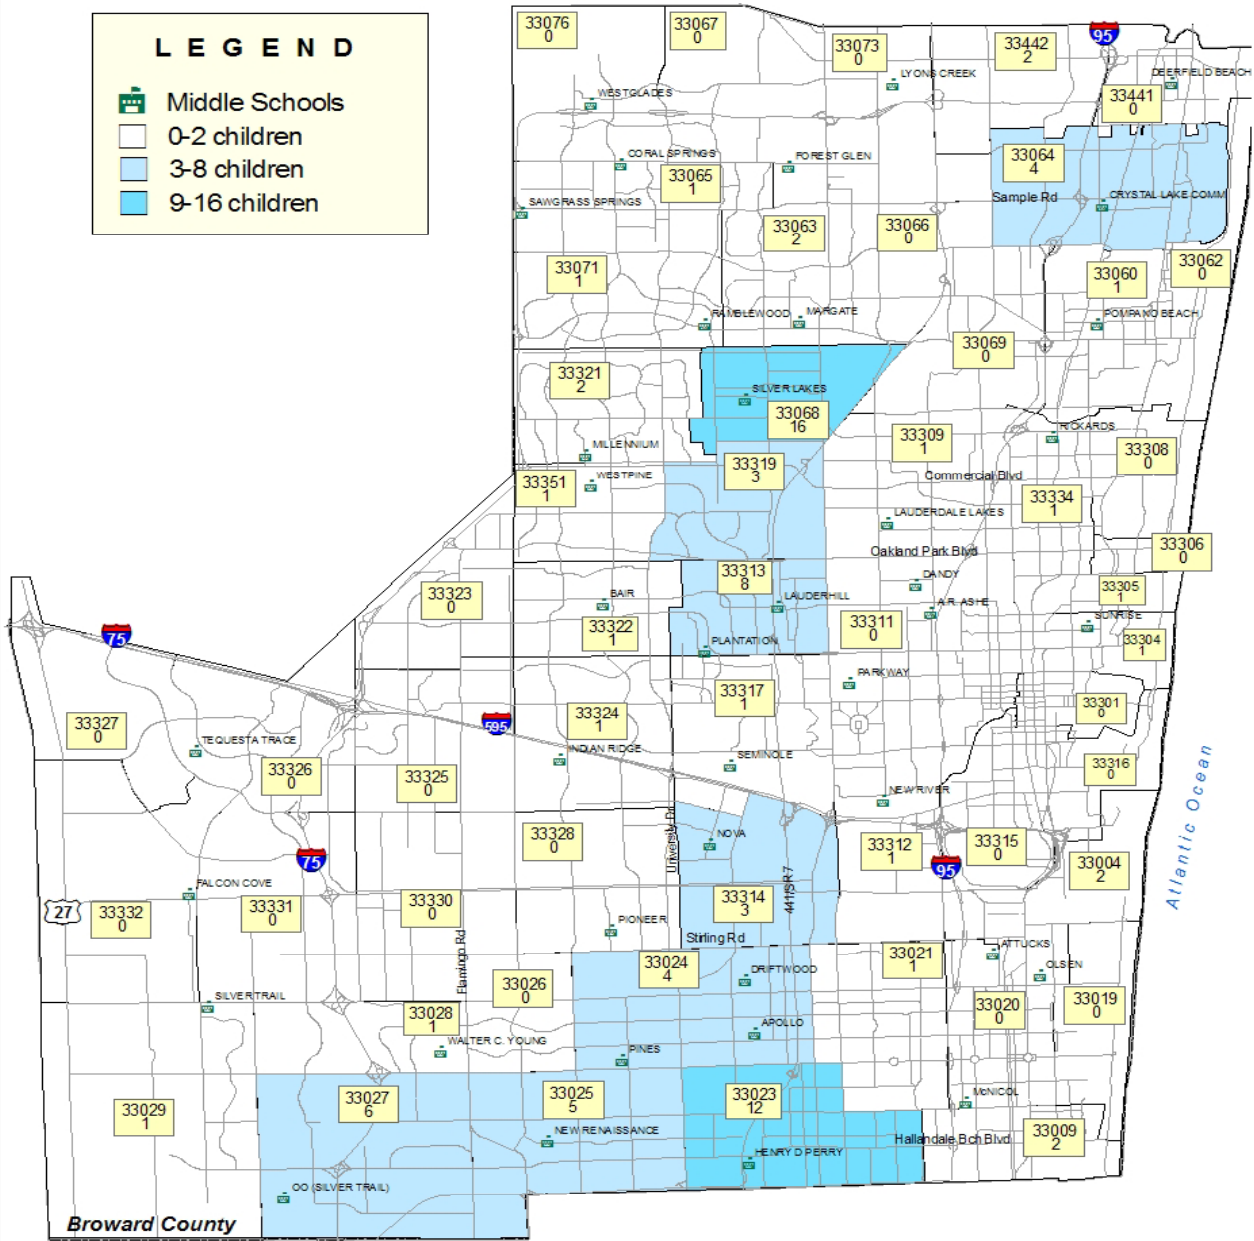 L E G E N D
Middle Schools
0-2 children
3-8 children
9-16 children
33076
0
33067
0
33073
0
33442
2
95
LYONS CREEK
DEERFIELD BEACH
WESTGLADES
33441
0
CORAL SPRINGS
FOREST GLEN
33064
4
33065
1
Sample Rd
CRYSTAL LAKE COMM
SAWGRASS SPRINGS
33063
2
33066
0
33071
1
33060
1
33062
0
RAMBLEWOOD
MARGATE
POMPANO BEACH
33069
0
33321
2
SILVER LAKES
33068
16
33309
1
RICKARDS
33308
0
MILLENNIUM
33319
3
Commercial Blvd
33351
1
WESTPINE
33334
1
LAUDERDALE LAKES
Oakland Park Blvd
33306
0
33313
8
DANDY
33323
0
BAIR
LAUDERHILL
A.R. ASHE
33305
1
33322
1
33311
0
SUNRISE
75
PLANTATION
33304
1
PARKWAY
33317
1
33301
0
33327
0
595
33324
1
TEQUESTA TRACE
INDIAN RIDGE
SEMINOLE
33326
0
33325
0
33316
0
Atlantic Ocean
NEW RIVER
University Dr
33328
0
NOVA
33312
1
33315
0
75
95
33004
2
FALCON COVE
441/SR 7
27
33332
0
33331
0
33330
0
33314
3
PIONEER
Stirling Rd
Flamingo Rd
33024
4
33021
1
ATTUCKS
OLSEN
DRIFTWOOD
33026
0
SILVER TRAIL
33028
1
33020
0
33019
0
APOLLO
WALTER C. YOUNG
PINES
33029
1
33027
6
33025
5
33023
12
McNICOL
NEW RENAISSANCE
Hallandale Bch Blvd
33009
2
HENRY D PERRY
OO (SILVER TRAIL)
Broward County